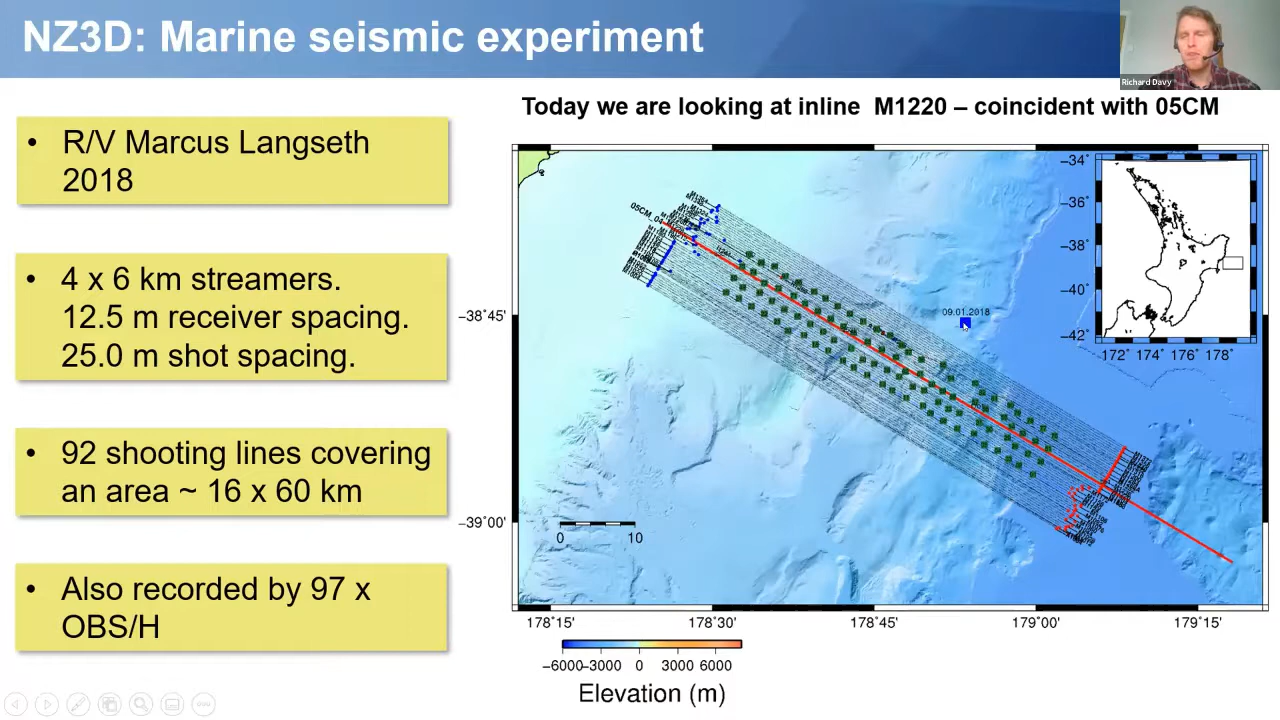 NZ3D: Marine seismic experiment
Richard Davy
• R/V Marcus Langseth
2018
• 4 x 6 km streamers.
12.5 m receiver spacing.
25.0 m shot spacing.
• 92 shooting lines covering
an area ~ 16 x 60 km
• Also recorded by 97 x
OBS/H
Today we are looking at inline M1220 – coincident with 05CM
−34˚
−36˚
−38˚
−40˚
−42˚
172˚ 174˚ 176˚ 178˚
09.01.2018
−38˚45'
−39˚00'
0 10
178˚15' 178˚30' 178˚45' 179˚00' 179˚15'
−6000 −3000 0 3000 6000
Elevation (m)